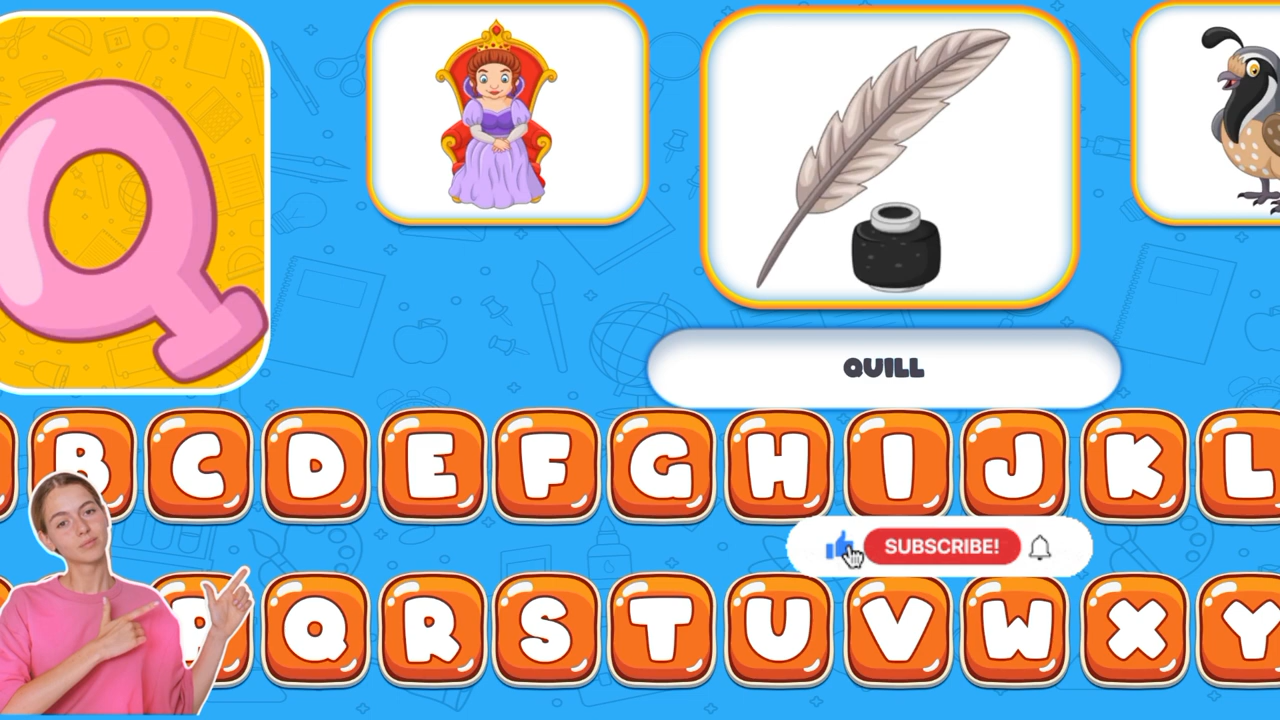 Q
QUILL
B C D E F G H I J K L
SUBSCRIBE!
P Q R S T U V W X Y